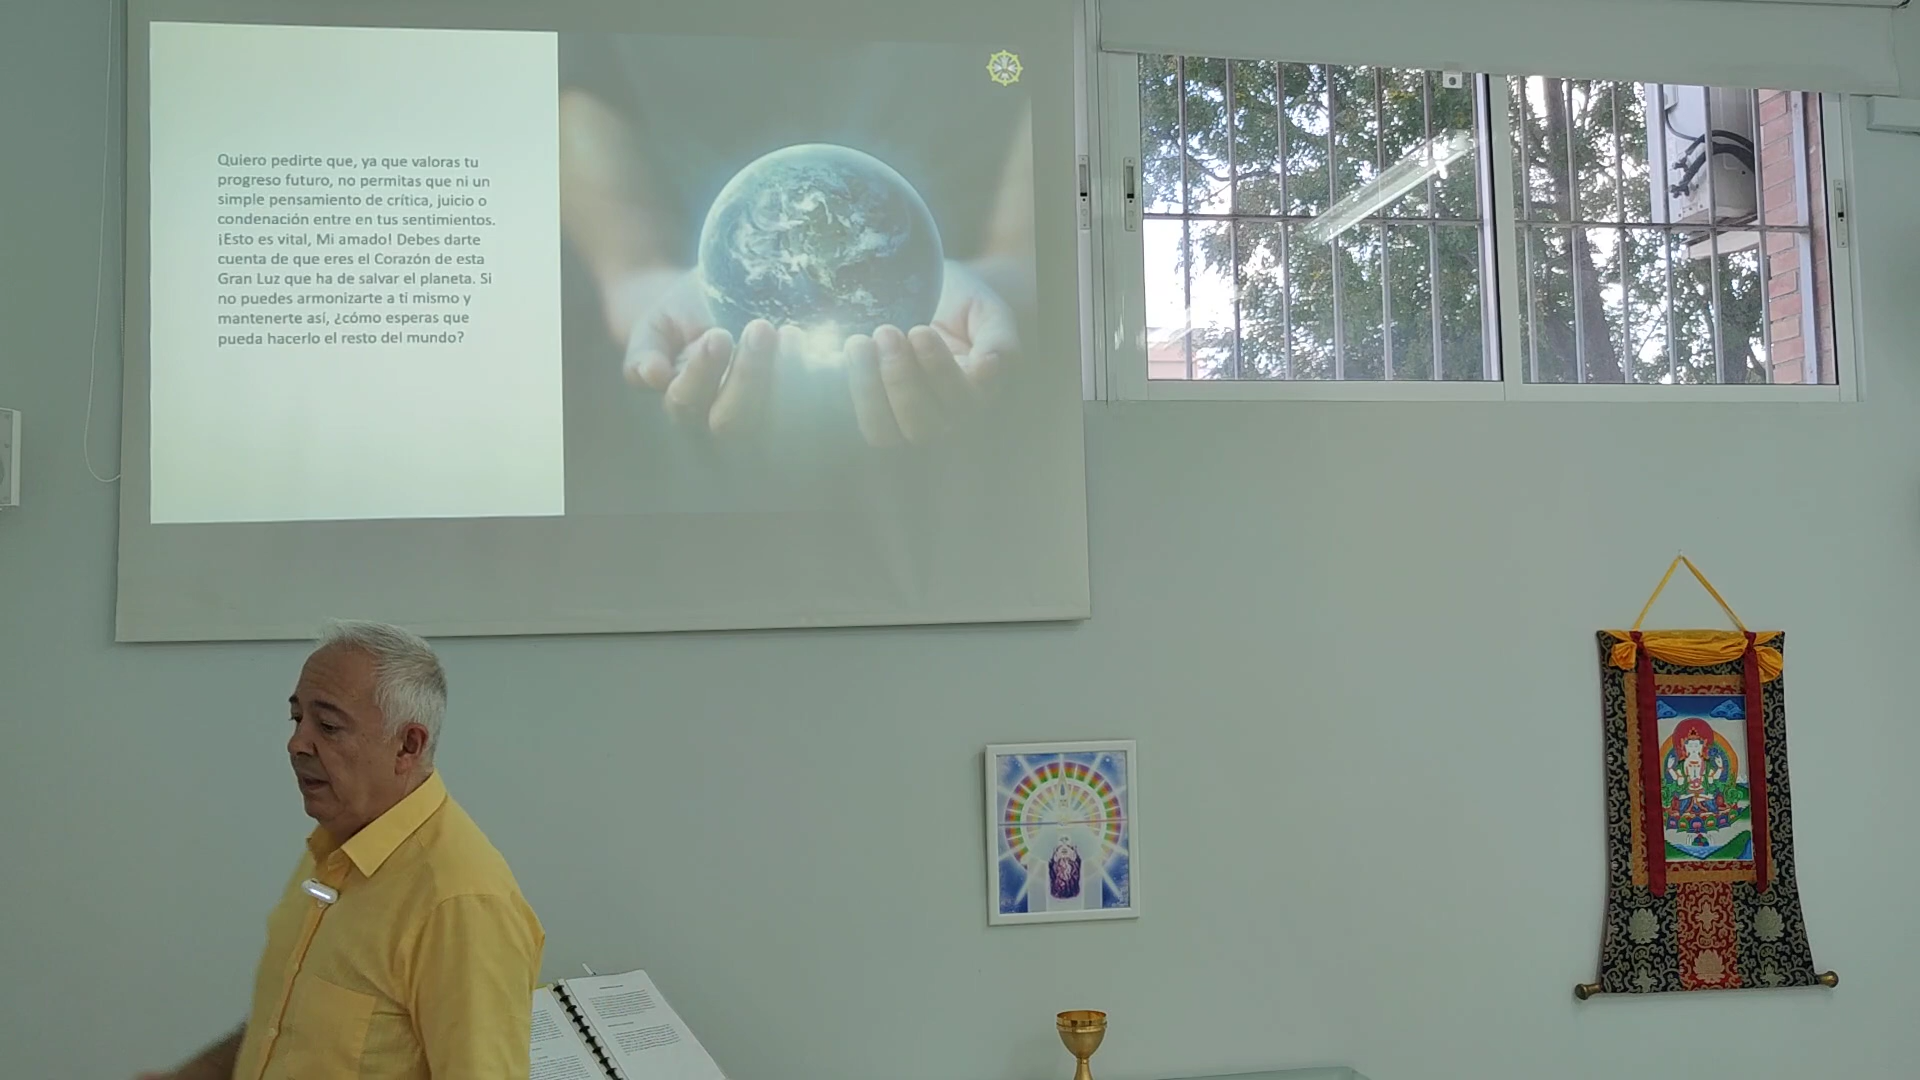 Quiero pedirte que, ya que valoras tu
progreso futuro, no permitas que ni un
simple pensamiento de crítica, juicio o
condenación entre en tus sentimientos.
¡Esto es vital, Mi amado! Debes darte
cuenta de que eres el Corazón de esta
Gran Luz que ha de salvar el planeta. Si
no puedes armonizarte a ti mismo y
mantenerte así, ¿cómo esperas que
pueda hacerlo el resto del mundo?